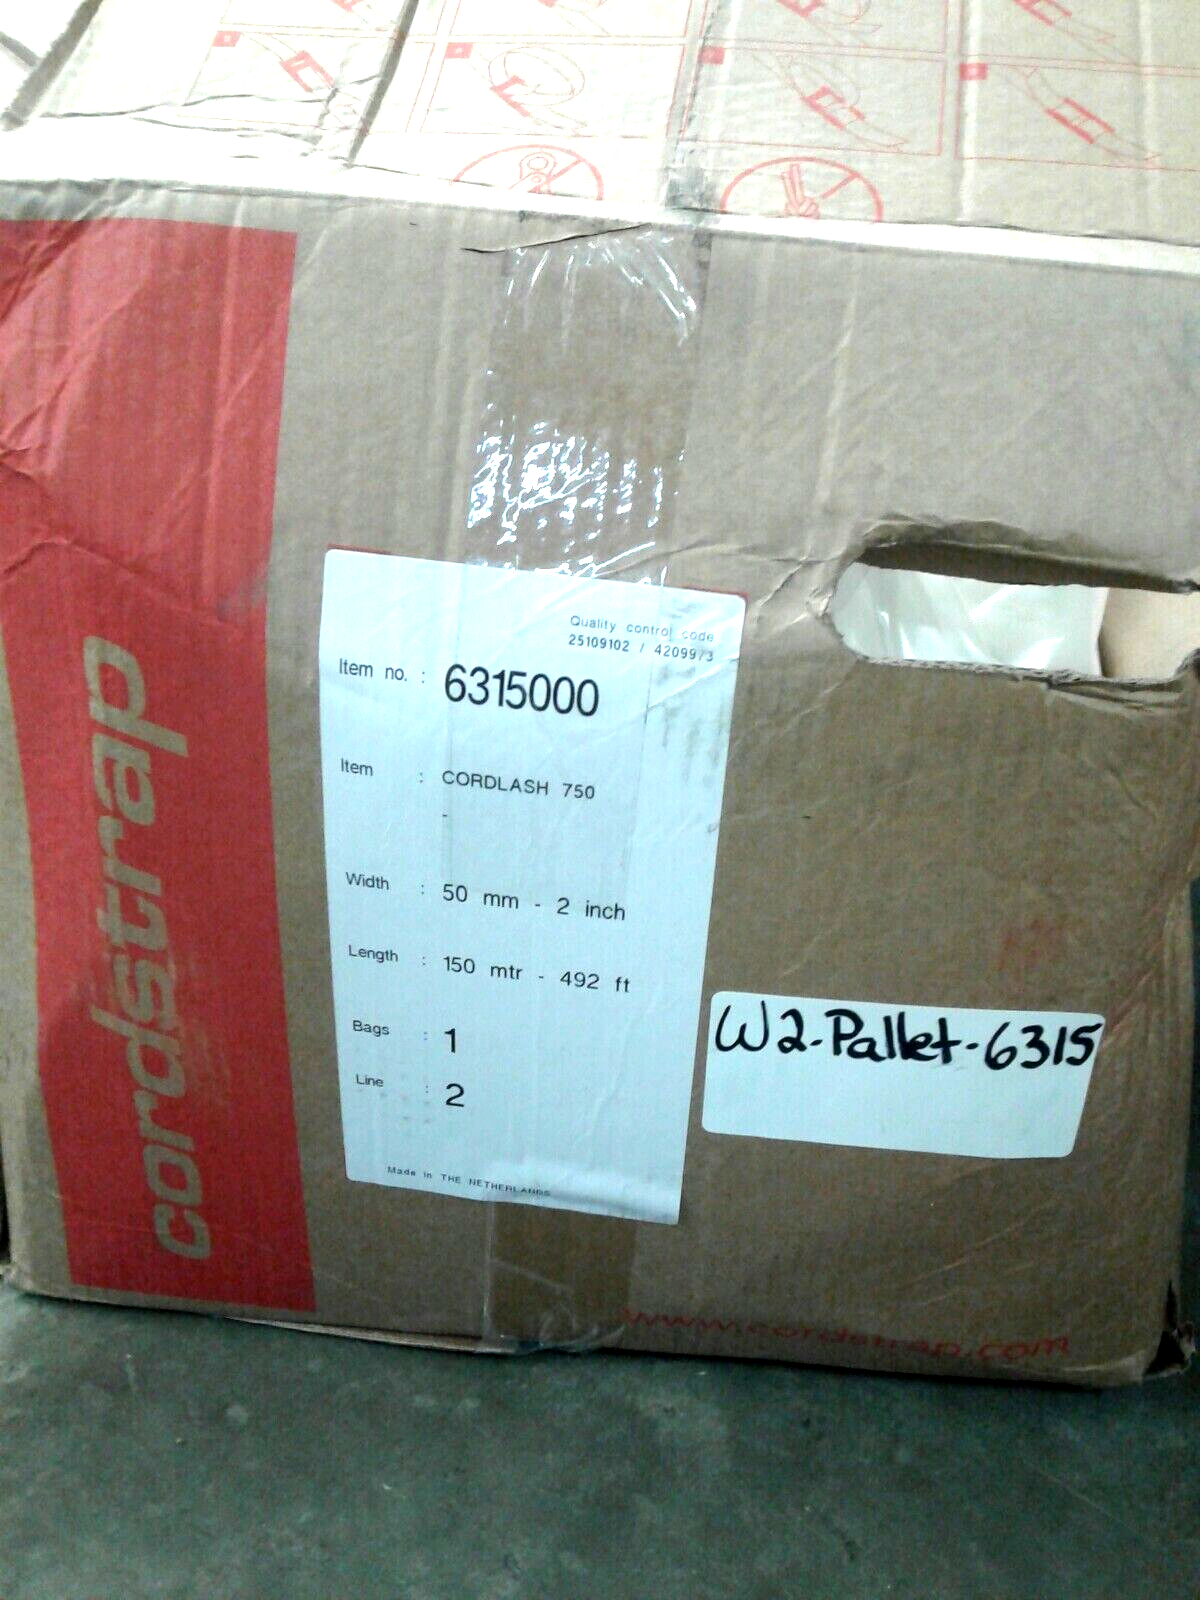 cordstrap
Quality control code
25109102 / 4209973
Item no. : 6315000
Item : CORDLASH 750
-
Width : 50 mm - 2 inch
Length : 150 mtr - 492 ft
Bags : 1
Line : 2
Made in THE NETHERLANDS
W2-Pallet-6315
www.cordstrap.com